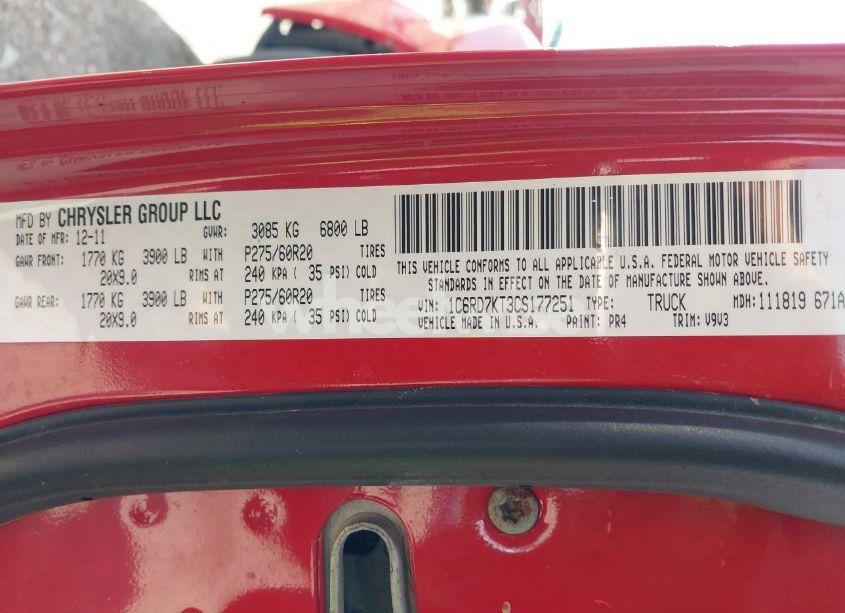 MFD BY CHRYSLER GROUP LLC
DATE OF MFR: 12-11 GVWR: 3085 KG 6800 LB
GAWR FRONT: 1770 KG 3900 LB WITH P275/60R20 TIRES
20X9.0 RIMS AT 240 KPA ( 35 PSI) COLD
GAWR REAR: 1770 KG 3900 LB WITH P275/60R20 TIRES
20X9.0 RIMS AT 240 KPA ( 35 PSI) COLD
THIS VEHICLE CONFORMS TO ALL APPLICABLE U.S.A. FEDERAL MOTOR VEHICLE SAFETY
STANDARDS IN EFFECT ON THE DATE OF MANUFACTURE SHOWN ABOVE.
VIN: 1C6RD7KT3CS177251 TYPE: TRUCK MDH: 111819 671A
VEHICLE MADE IN U.S.A. PAINT: PR4 TRIM: V9V3